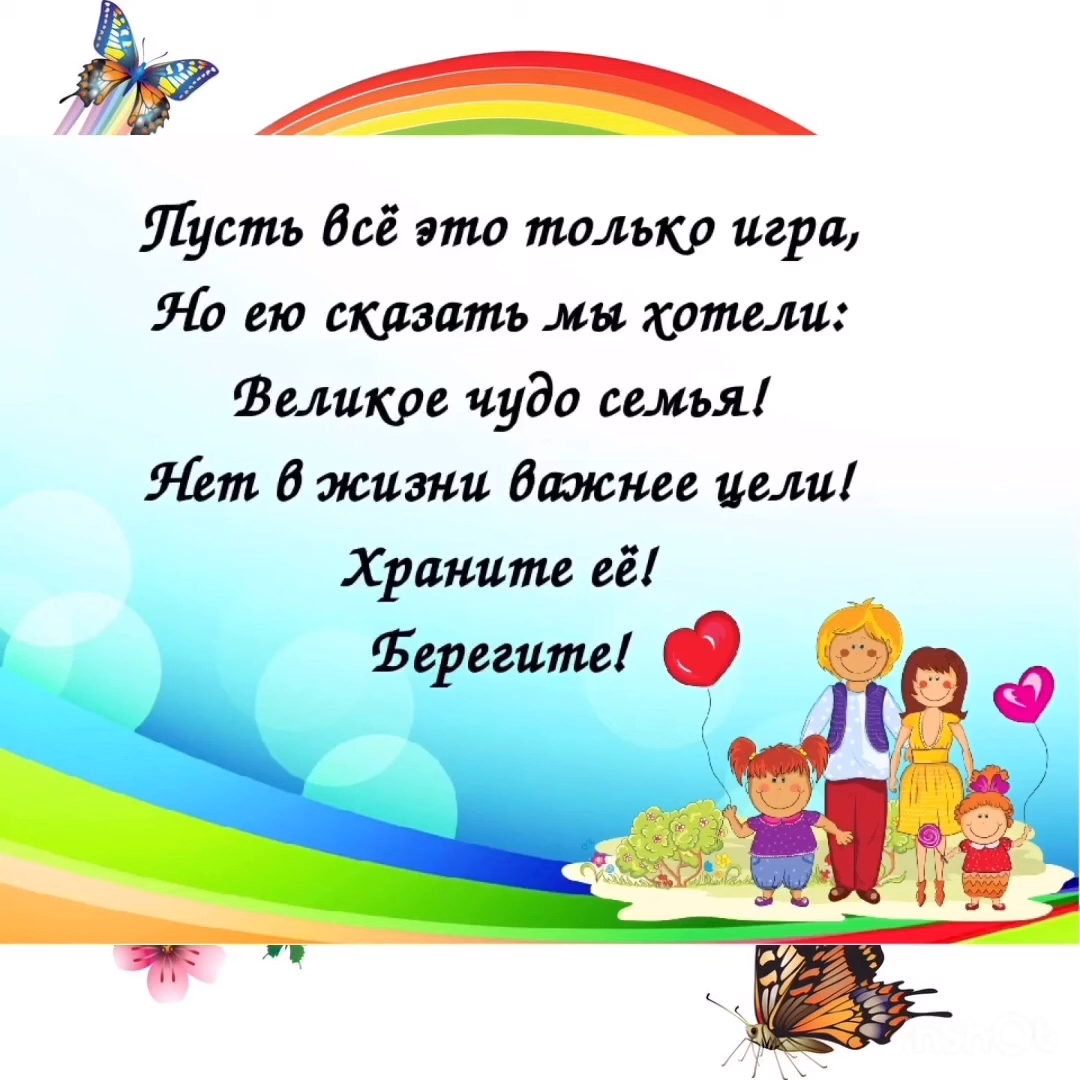 Пусть всё это только игра,
Но ею сказать мы хотели:
Великое чудо семья!
Нет в жизни важнее цели!
Храните её!
Берегите!